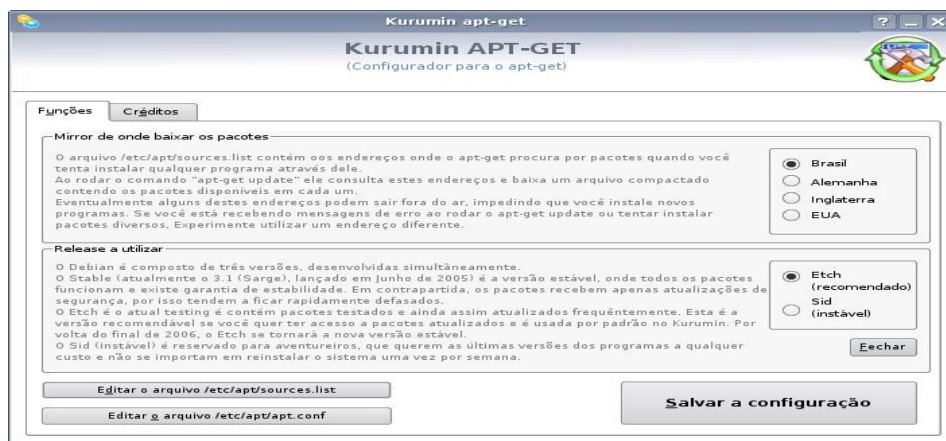 Kurumin apt-get
Kurumin APT-GET
(Configurador para o apt-get)
Funções
Créditos
Mirror de onde baixar os pacotes
O arquivo /etc/apt/sources.list contém oos endereços onde o apt-get procura por pacotes quando você
tenta instalar qualquer programa através dele.
Ao rodar o comando "apt-get update" ele consulta estes endereços e baixa um arquivo compactado
contendo os pacotes disponíveis em cada um.
Eventualmente alguns destes endereços podem sair fora do ar, impedindo que você instale novos
programas. Se você está recebendo mensagens de erro ao rodar o apt-get update ou tentar instalar
pacotes diversos, Experimente utilizar um endereço diferente.
Brasil
Alemanha
Inglaterra
EUA
Release a utilizar
O Debian é composto de três versões, desenvolvidas simultâneamente.
O Stable (atualmente o 3.1 (Sarge), lançado em Junho de 2005) é a versão estável, onde todos os pacotes
funcionam e existe garantia de estabilidade. Em contrapartida, os pacotes recebem apenas atualizações de
segurança, por isso tendem a ficar rapidamente defasados.
O Etch é o atual testing é contém pacotes testados e ainda assim atualizados frequêntemente. Esta é a
versão recomendável se você quer ter acesso a pacotes atualizados e é usada por padrão no Kurumin. Por
volta do final de 2006, o Etch se tornará a nova versão estável.
O Sid (instável) é reservado para aventureiros, que querem as últimas versões dos programas a qualquer
custo e não se importam em reinstalar o sistema uma vez por semana.
Etch
(recomendado)
Sid
(instável)
Fechar
Editar o arquivo /etc/apt/sources.list
Editar o arquivo /etc/apt/apt.conf
Salvar a configuração